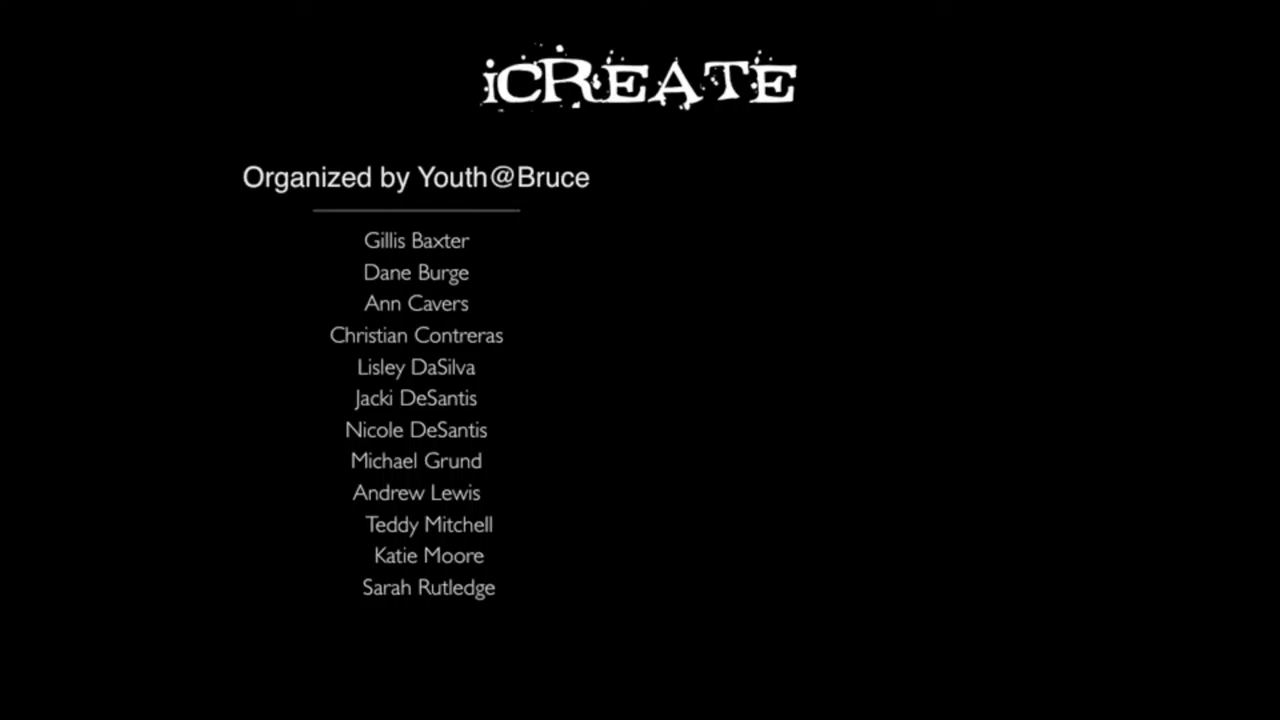 iCREATE
Organized by Youth@Bruce
Gillis Baxter
Dane Burge
Ann Cavers
Christian Contreras
Lisley DaSilva
Jacki DeSantis
Nicole DeSantis
Michael Grund
Andrew Lewis
Teddy Mitchell
Katie Moore
Sarah Rutledge